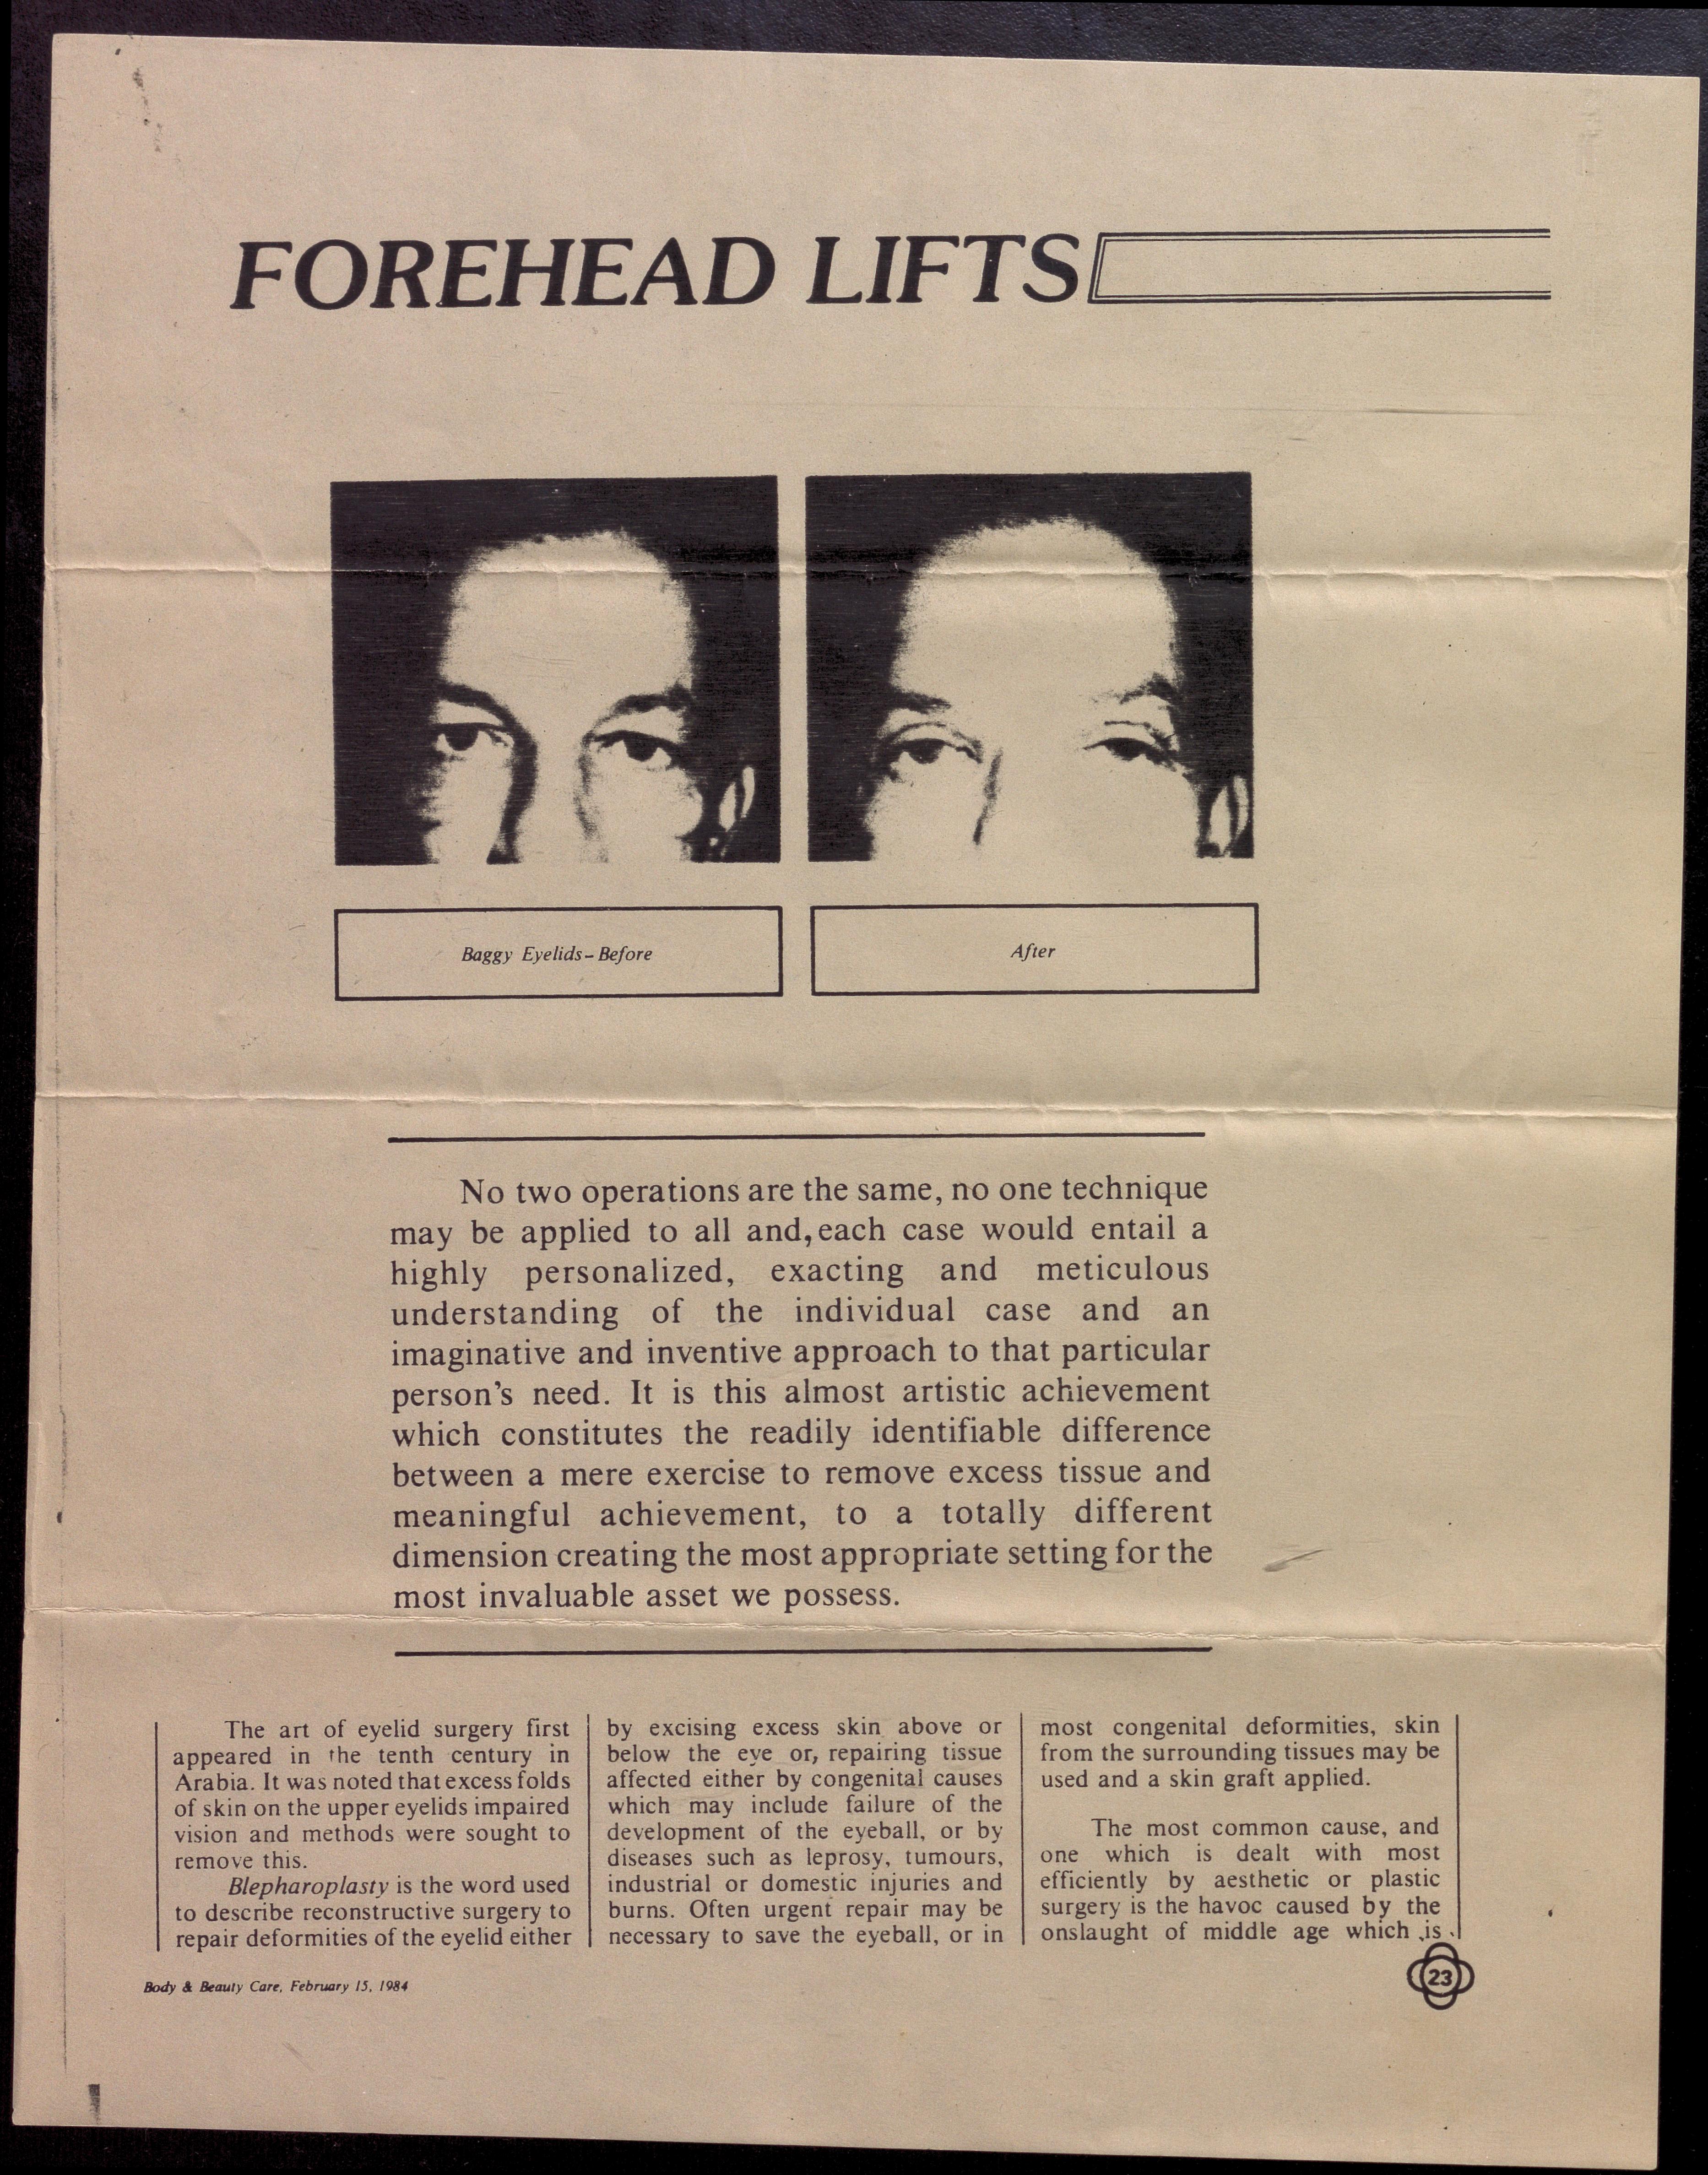 FOREHEAD LIFTS
Baggy Eyelids – Before
After
No two operations are the same, no one technique
may be applied to all and, each case would entail a
highly personalized, exacting and meticulous
understanding of the individual case and an
imaginative and inventive approach to that particular
person's need. It is this almost artistic achievement
which constitutes the readily identifiable difference
between a mere exercise to remove excess tissue and
meaningful achievement, to a totally different
dimension creating the most appropriate setting for the
most invaluable asset we possess.
The art of eyelid surgery first
appeared in the tenth century in
Arabia. It was noted that excess folds
of skin on the upper eyelids impaired
vision and methods were sought to
remove this.
Blepharoplasty is the word used
to describe reconstructive surgery to
repair deformities of the eyelid either
by excising excess skin above or
below the eye or, repairing tissue
affected either by congenital causes
which may include failure of the
development of the eyeball, or by
diseases such as leprosy, tumours,
industrial or domestic injuries and
burns. Often urgent repair may be
necessary to save the eyeball, or in
most congenital deformities, skin
from the surrounding tissues may be
used and a skin graft applied.
The most common cause, and
one which is dealt with most
efficiently by aesthetic or plastic
surgery is the havoc caused by the
onslaught of middle age which is
Body & Beauty Care, February 15, 1984
23